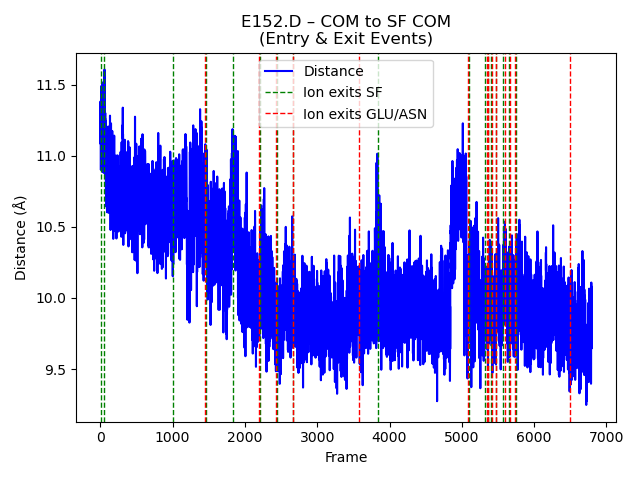 E152.D – COM to SF COM
(Entry & Exit Events)
Distance
Ion exits SF
Ion exits GLU/ASN
Distance (Å)
11.5
11.0
10.5
10.0
9.5
0 1000 2000 3000 4000 5000 6000 7000
Frame